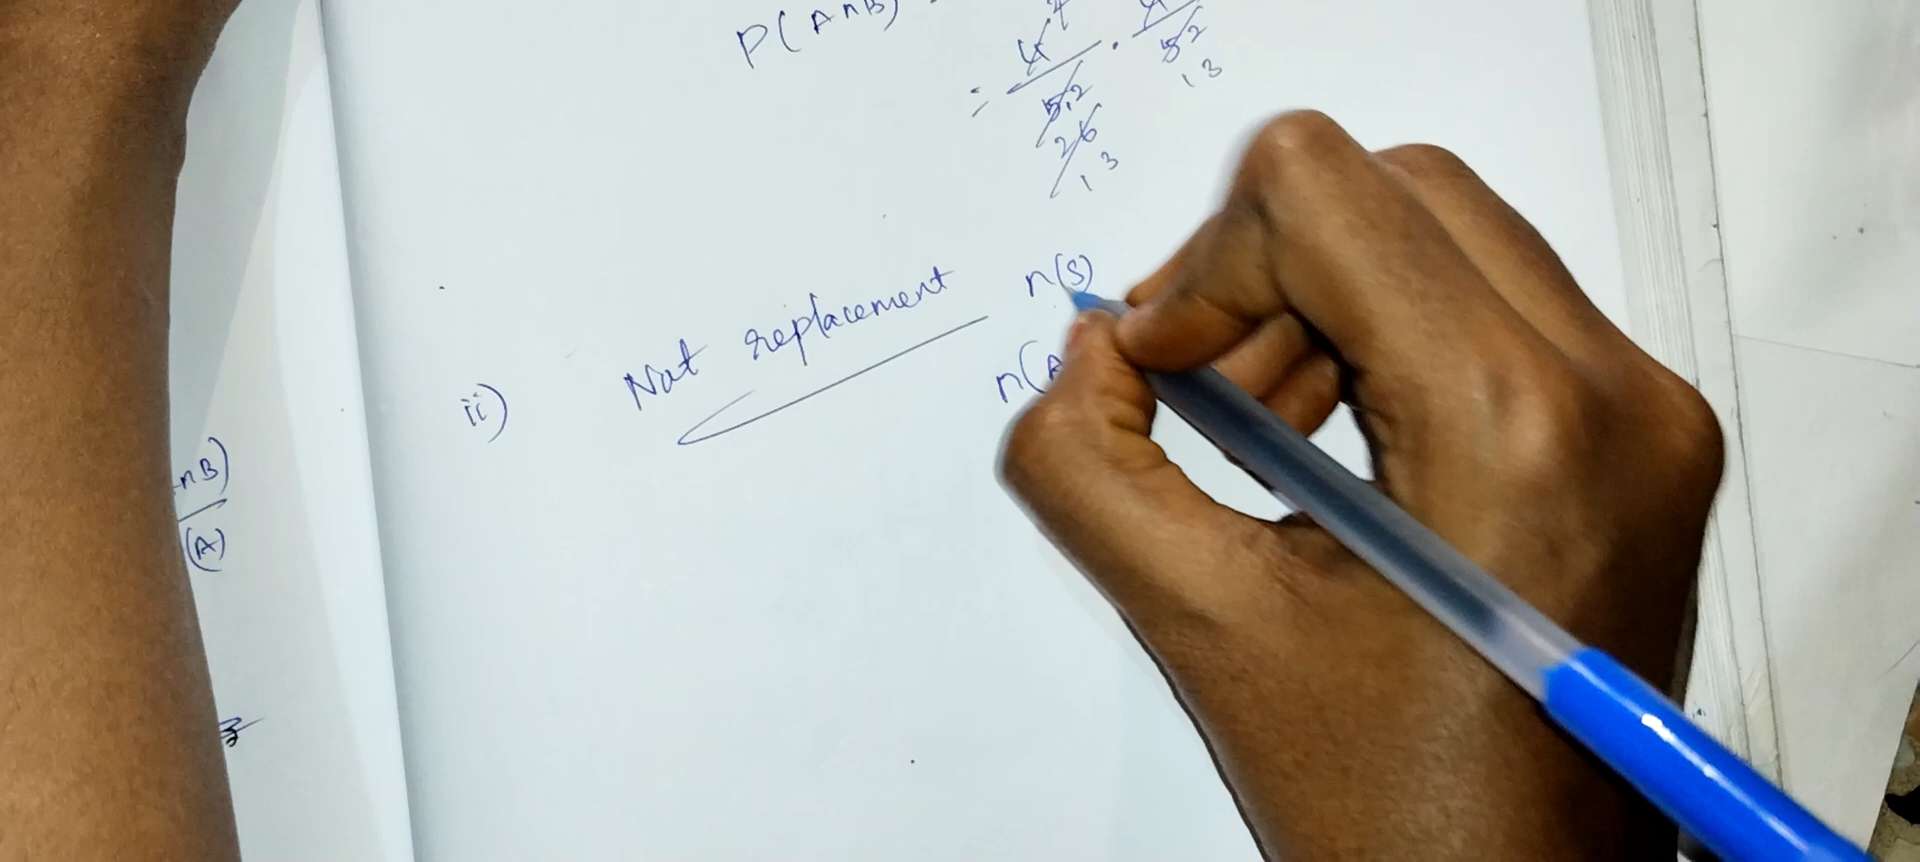 P(A∩B)
= 4/52 . 4/52
26 13
13
ii) Not replacement n(S)
n(A
∩B)
(A)